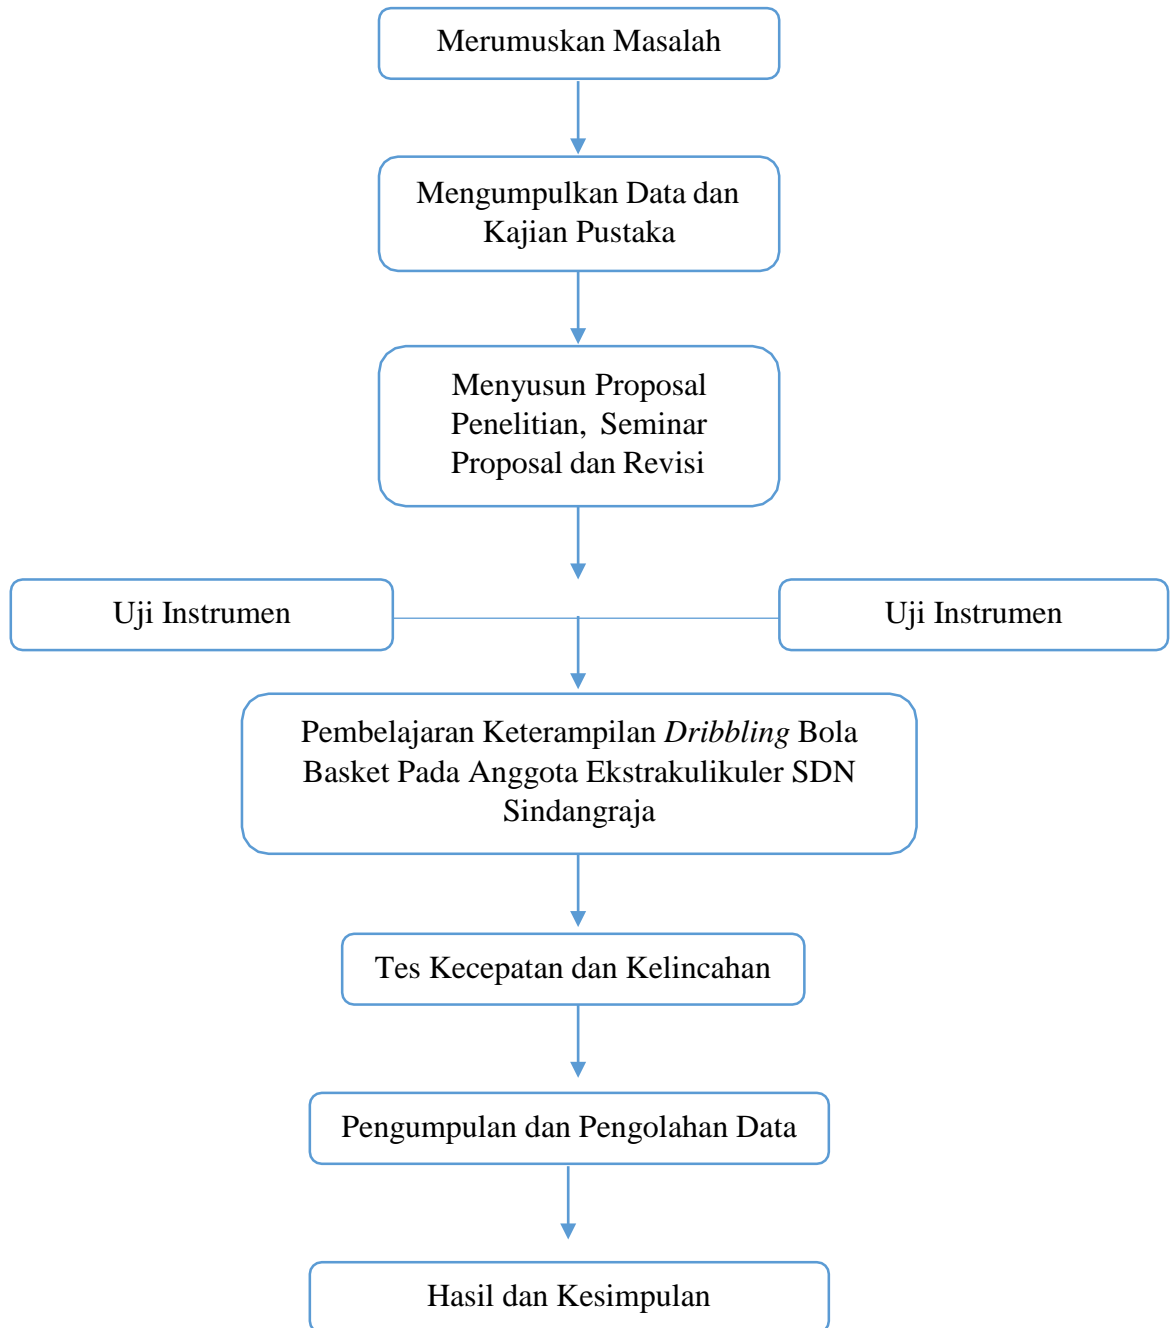 Merumuskan Masalah
Mengumpulkan Data dan
Kajian Pustaka
Menyusun Proposal
Penelitian, Seminar
Proposal dan Revisi
Uji Instrumen
Uji Instrumen
Pembelajaran Keterampilan Dribbling Bola
Basket Pada Anggota Ekstrakulikuler SDN
Sindangraja
Tes Kecepatan dan Kelincahan
Pengumpulan dan Pengolahan Data
Hasil dan Kesimpulan